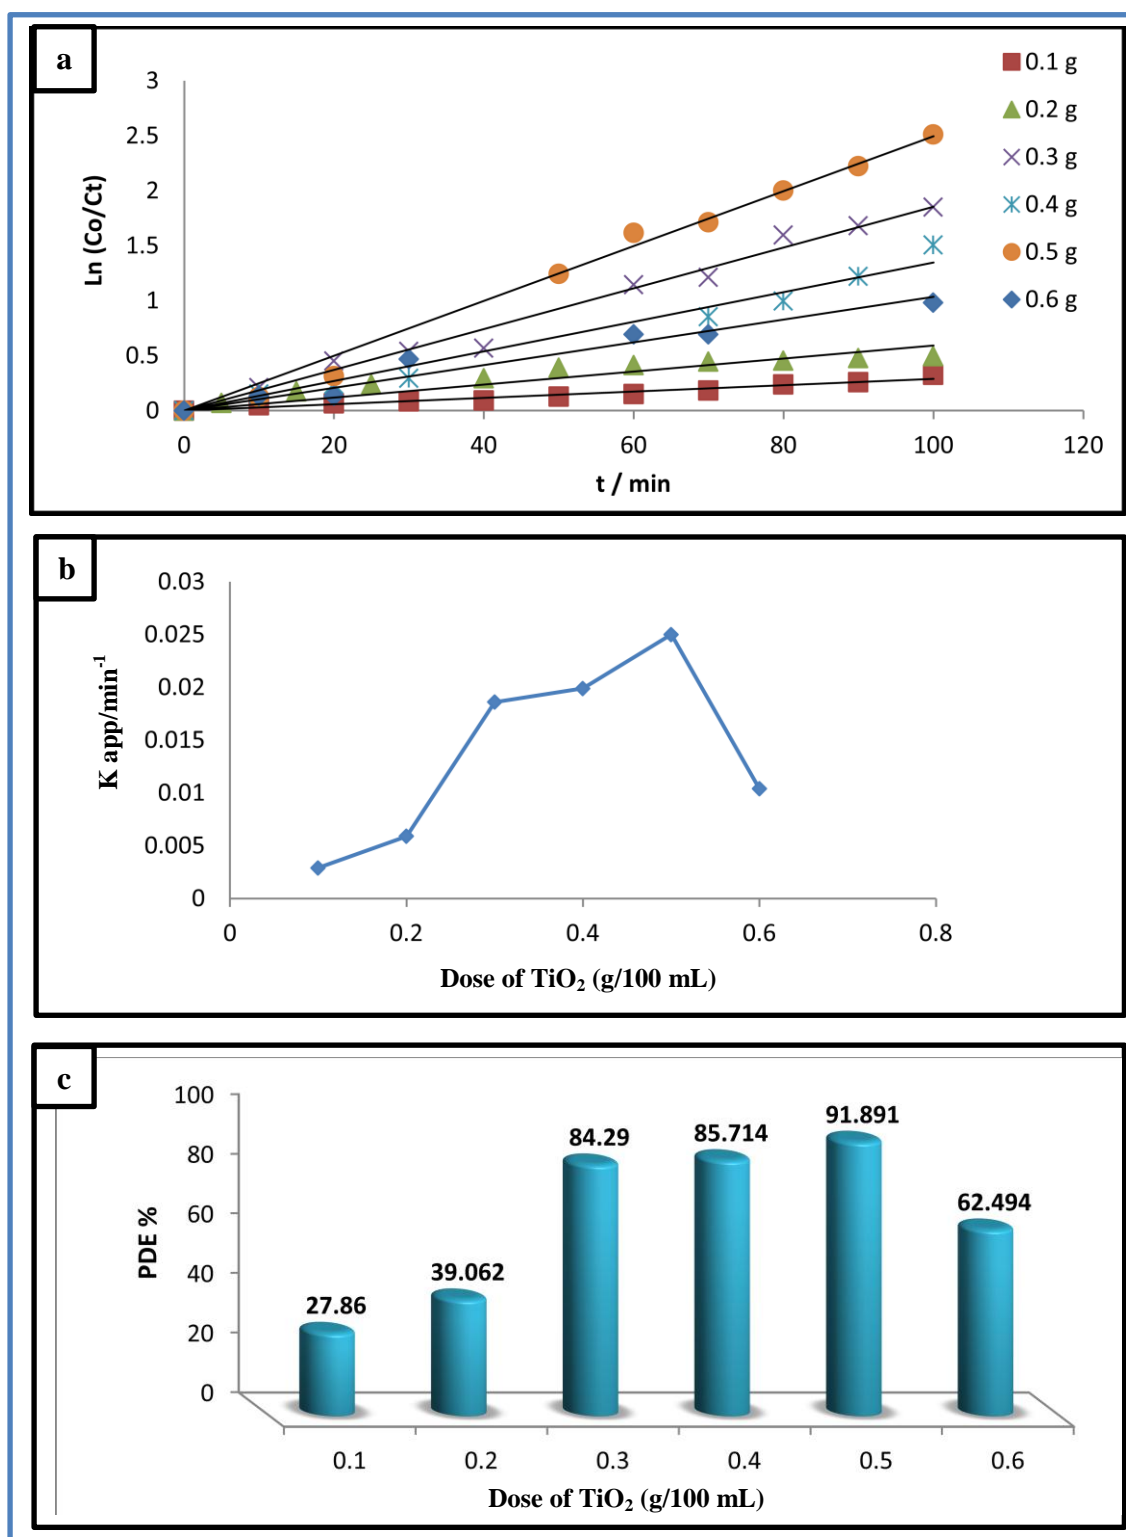 a
3
2.5
2
1.5
1
0.5
0
Ln (Co/Ct)
0 20 40 60 80 100 120
t / min
0.1 g
0.2 g
0.3 g
0.4 g
0.5 g
0.6 g
b
0.03
0.025
0.02
0.015
0.01
0.005
0
K app/min⁻¹
0 0.2 0.4 0.6 0.8
Dose of TiO₂ (g/100 mL)
c
100
80
60
40
20
0
PDE %
27.86
39.062
84.29
85.714
91.891
62.494
0.1 0.2 0.3 0.4 0.5 0.6
Dose of TiO₂ (g/100 mL)